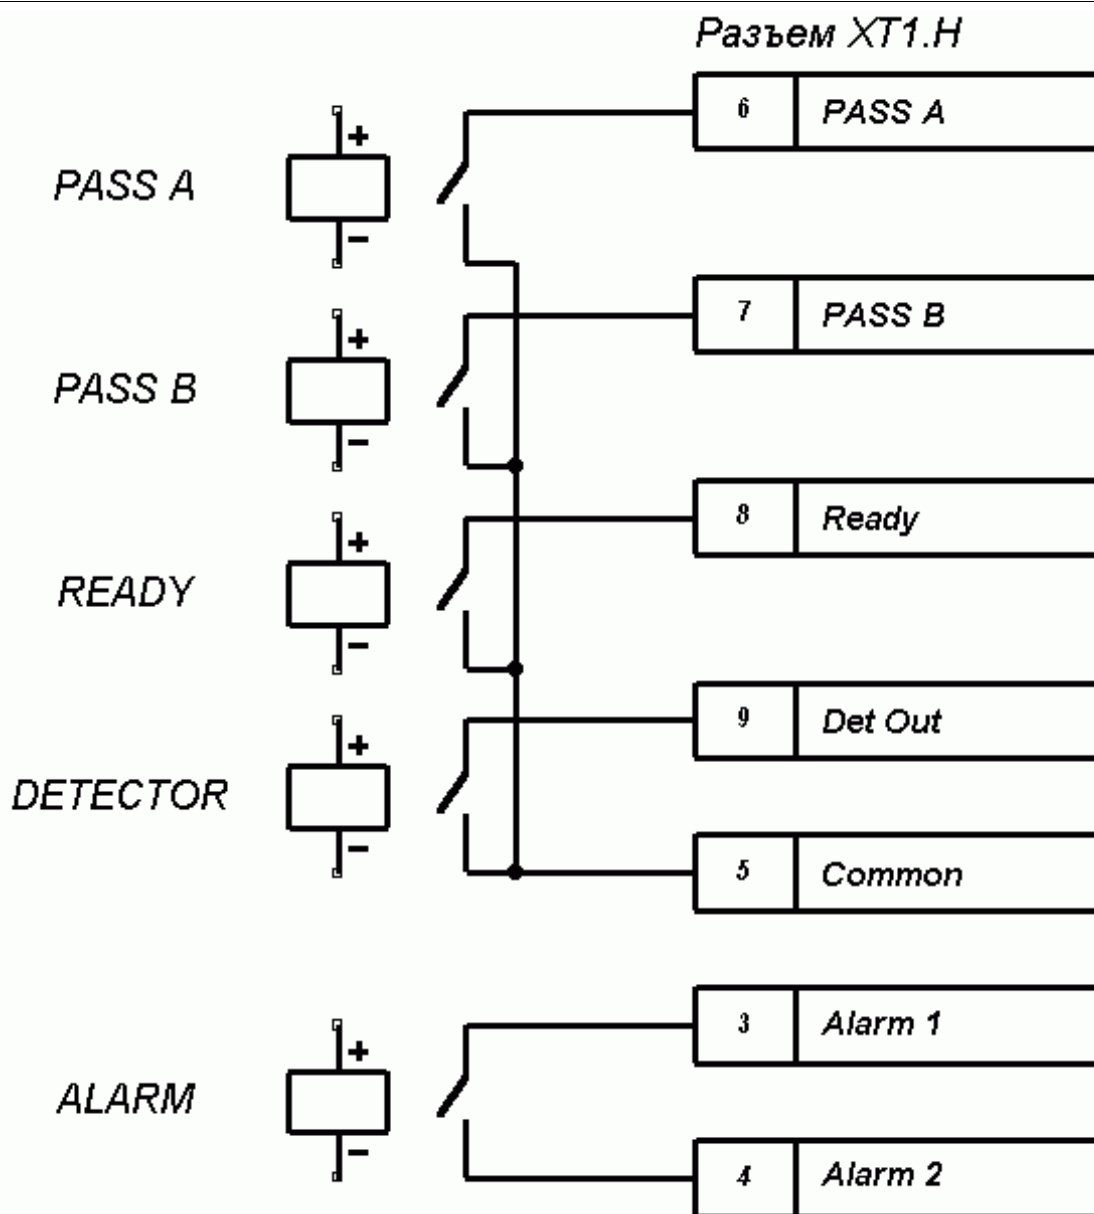 Разъем XT1.H
6 PASS A
+
PASS A
−
7 PASS B
+
PASS B
−
8 Ready
+
READY
−
9 Det Out
+
DETECTOR
−
5 Common
3 Alarm 1
+
ALARM
−
4 Alarm 2